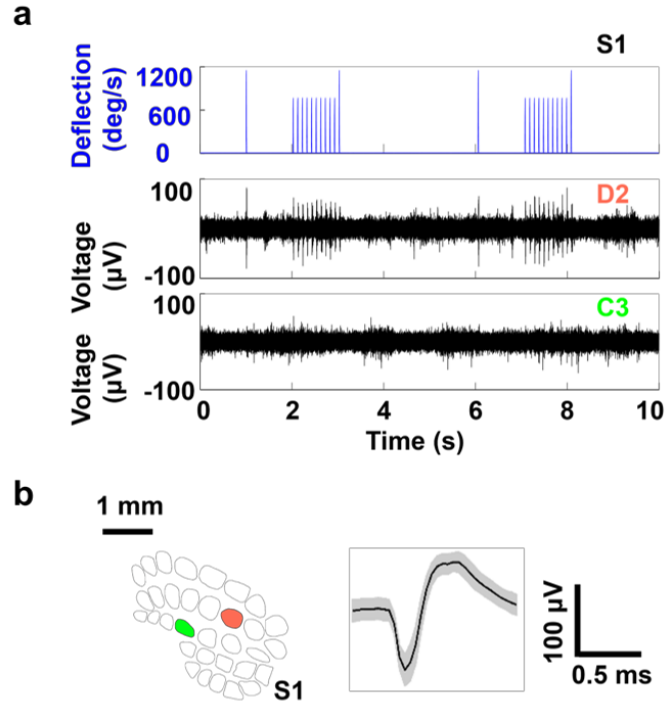 a
S1
Deflection
(deg/s)
1200
600
0
D2
Voltage
(µV)
100
-100
C3
Voltage
(µV)
100
-100
0 2 4 6 8 10
Time (s)
b
1 mm
S1
100 µV
0.5 ms